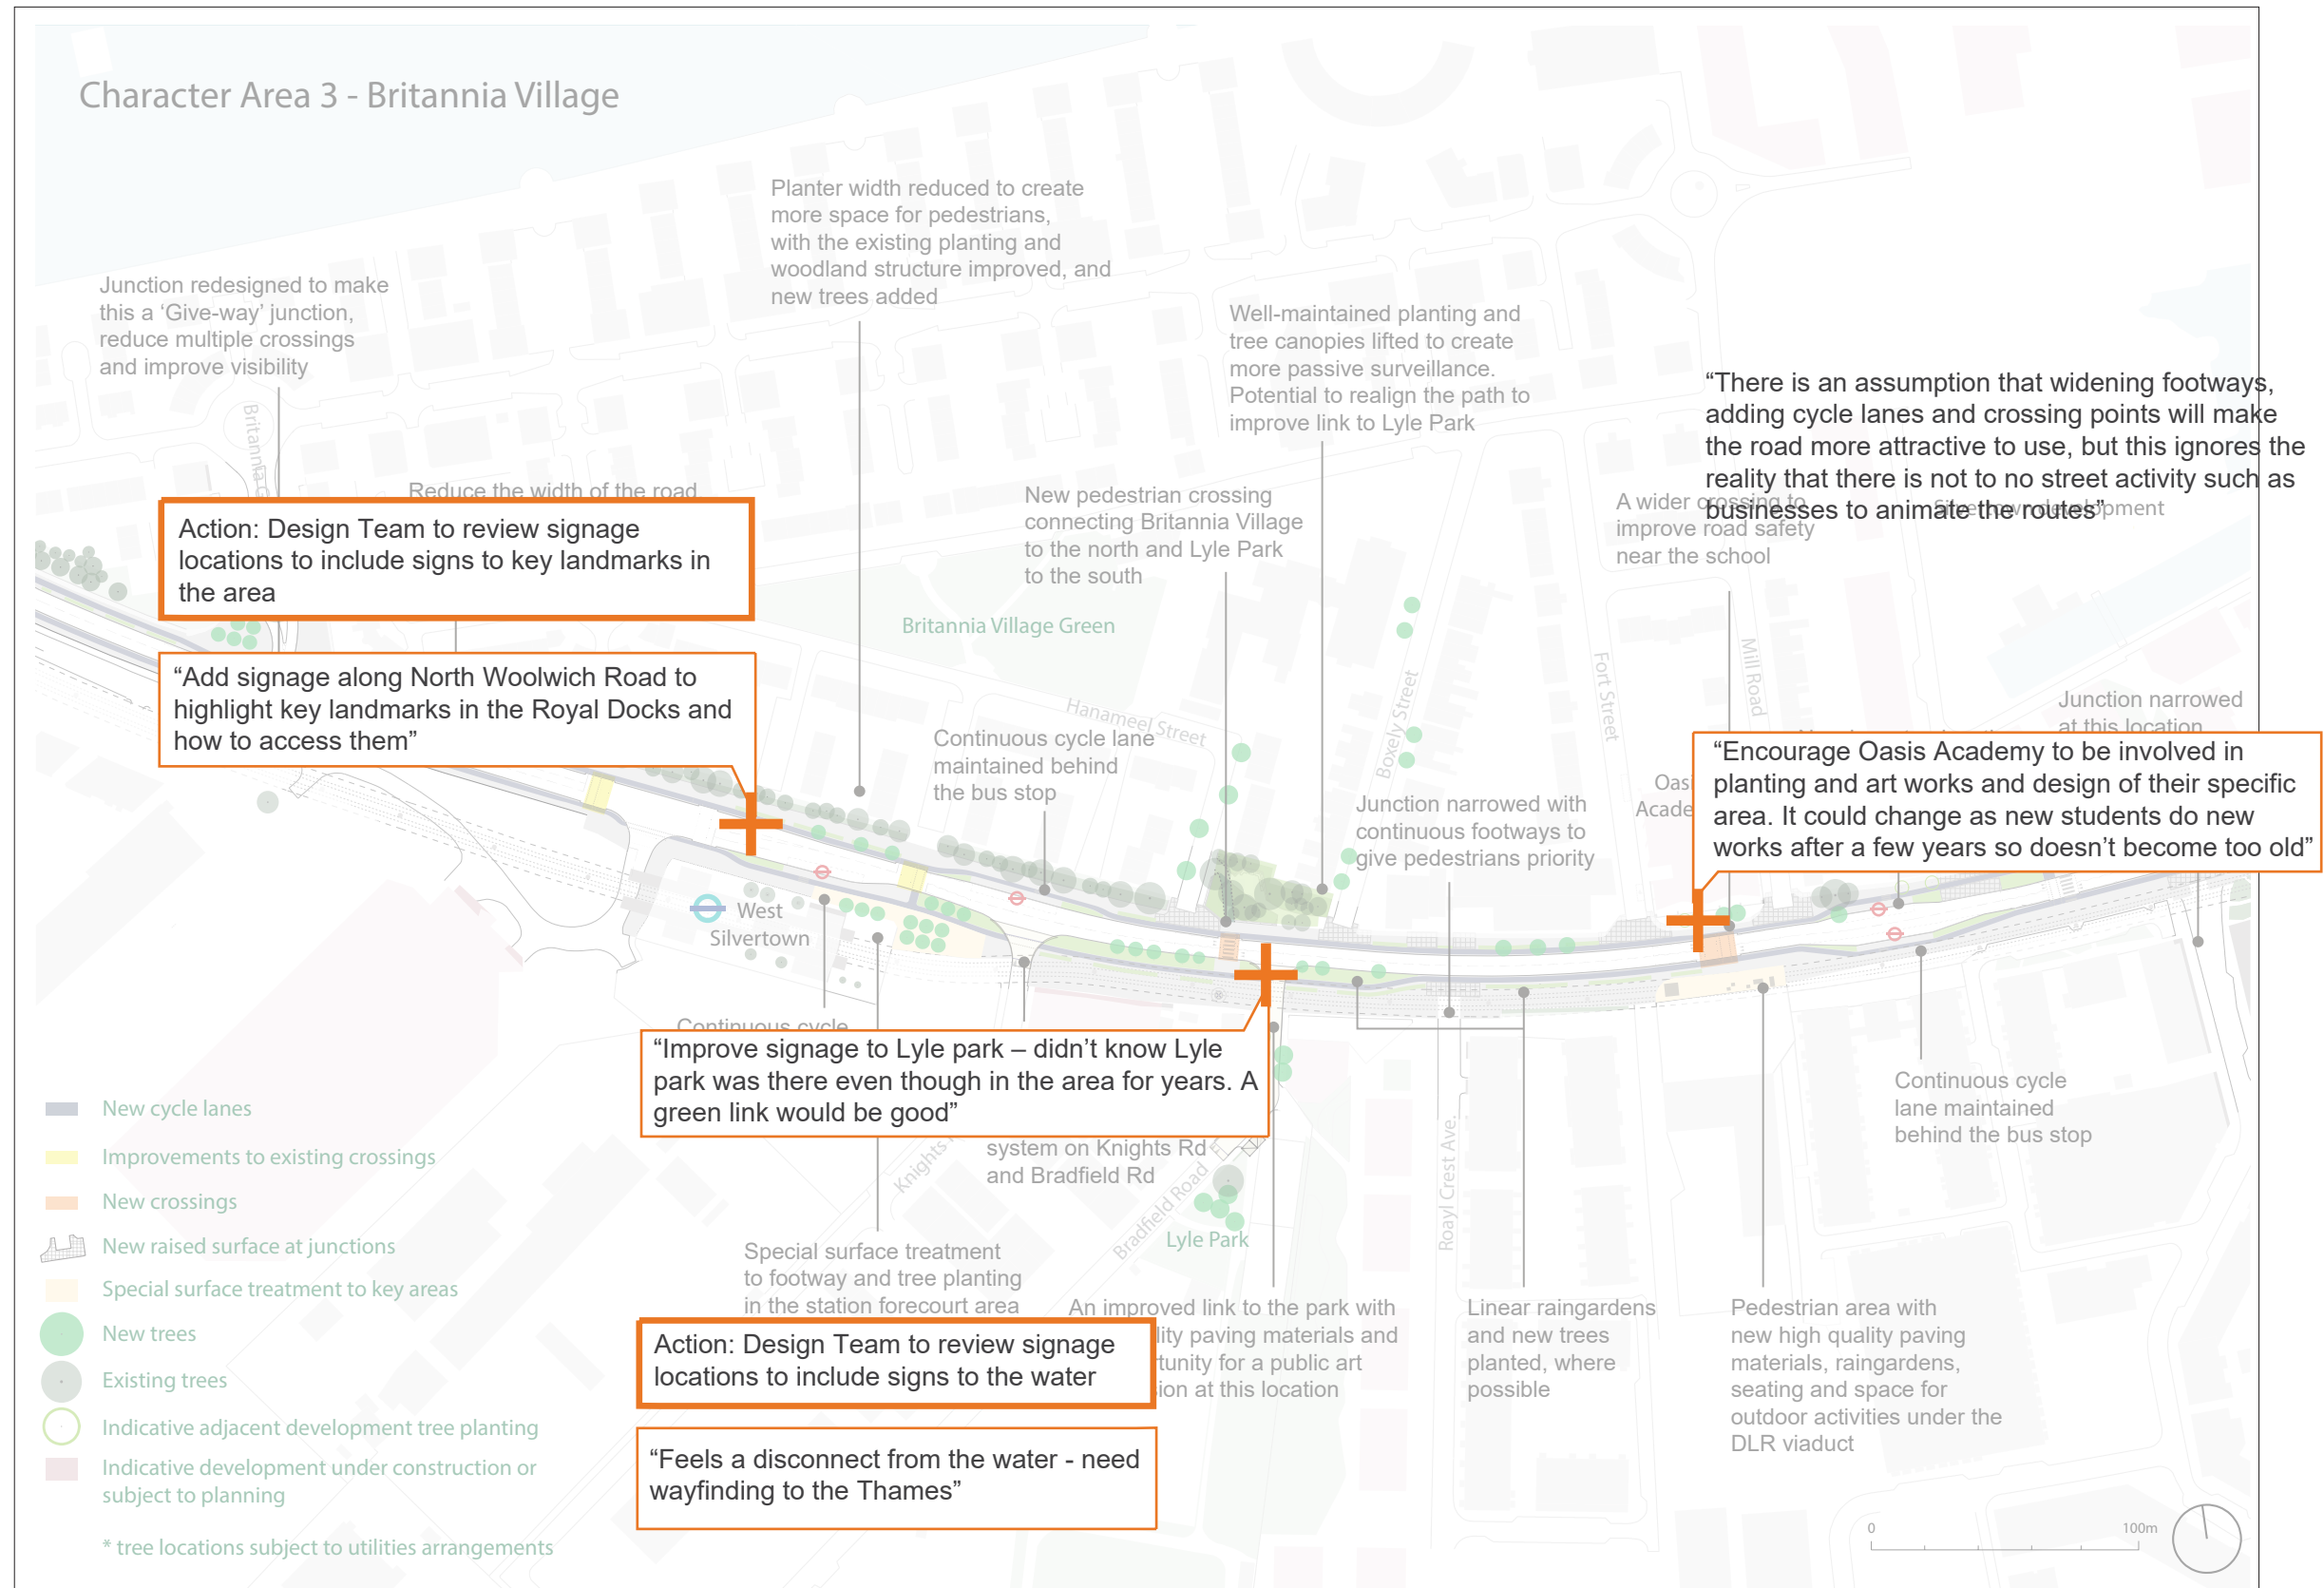 Character Area 3 - Britannia Village
Planter width reduced to create
more space for pedestrians,
with the existing planting and
woodland structure improved, and
new trees added
Junction redesigned to make
this a ‘Give-way’ junction,
reduce multiple crossings
and improve visibility
Well-maintained planting and
tree canopies lifted to create
more passive surveillance.
Potential to realign the path to
improve link to Lyle Park
“There is an assumption that widening footways,
adding cycle lanes and crossing points will make
the road more attractive to use, but this ignores the
reality that there is not to no street activity such as
businesses to animate the routes”
Silvertown development
A wider crossing to
improve road safety
near the school
New pedestrian crossing
connecting Britannia Village
to the north and Lyle Park
to the south
Britannia
Reduce the width of the road
Action: Design Team to review signage
locations to include signs to key landmarks in
the area
Britannia Village Green
“Add signage along North Woolwich Road to
highlight key landmarks in the Royal Docks and
how to access them”
Hanameel Street
Boxely Street
Fort Street
Mill Road
Junction narrowed
at this location
Continuous cycle lane
maintained behind
the bus stop
Junction narrowed with
continuous footways to
give pedestrians priority
“Encourage Oasis Academy to be involved in
planting and art works and design of their specific
area. It could change as new students do new
works after a few years so doesn’t become too old”
West
Silvertown
Continuous cycle
“Improve signage to Lyle park – didn’t know Lyle
park was there even though in the area for years. A
green link would be good”
system on Knights Rd
and Bradfield Rd
Knights
Bradfield Road
Lyle Park
Roayl Crest Ave.
Continuous cycle
lane maintained
behind the bus stop
Special surface treatment
to footway and tree planting
in the station forecourt area
An improved link to the park with
paving materials and
for a public art
at this location
Linear raingardens
and new trees
planted, where
possible
Pedestrian area with
new high quality paving
materials, raingardens,
seating and space for
outdoor activities under the
DLR viaduct
Action: Design Team to review signage
locations to include signs to the water
“Feels a disconnect from the water - need
wayfinding to the Thames”
New cycle lanes
Improvements to existing crossings
New crossings
New raised surface at junctions
Special surface treatment to key areas
New trees
Existing trees
Indicative adjacent development tree planting
Indicative development under construction or
subject to planning
* tree locations subject to utilities arrangements
0 100m